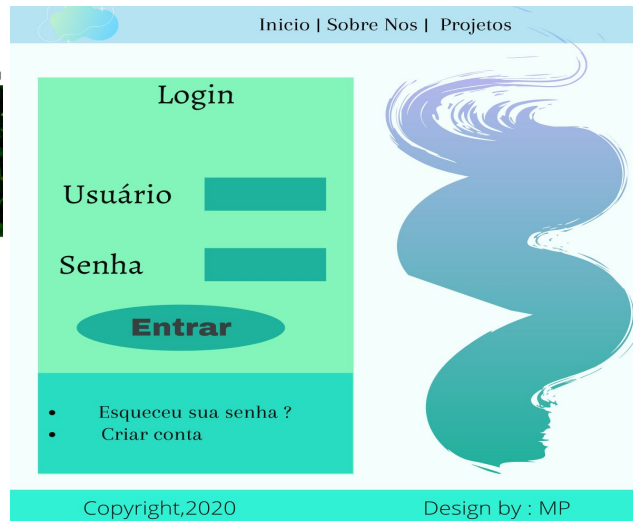 Inicio | Sobre Nos | Projetos
Login
Usuário
Senha
Entrar
• Esqueceu sua senha ?
• Criar conta
Copyright,2020
Design by : MP